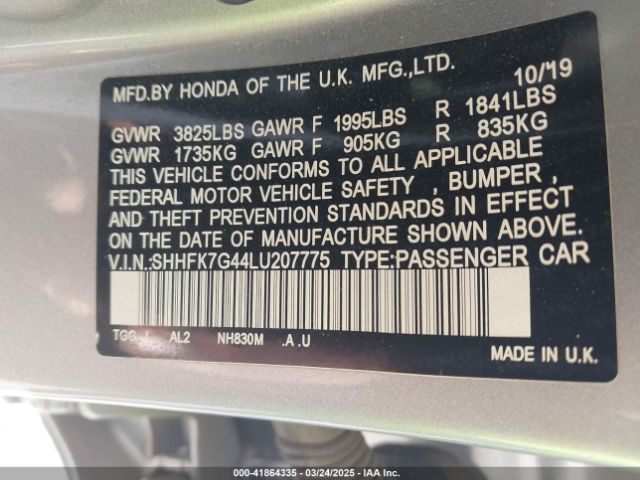 MFD.BY HONDA OF THE U.K. MFG.,LTD. 10/19
GVWR 3825LBS GAWR F 1995LBS R 1841LBS
GVWR 1735KG GAWR F 905KG R 835KG
THIS VEHICLE CONFORMS TO ALL APPLICABLE
FEDERAL MOTOR VEHICLE SAFETY , BUMPER ,
AND THEFT PREVENTION STANDARDS IN EFFECT
ON THE DATE OF MANUFACTURE SHOWN ABOVE.
V.I.N.:SHHFK7G44LU207775 TYPE:PASSENGER CAR
TGG 1 AL2 NH830M .A .U
MADE IN U.K.
000-41864335 — 03/24/2025 — IAA Inc.